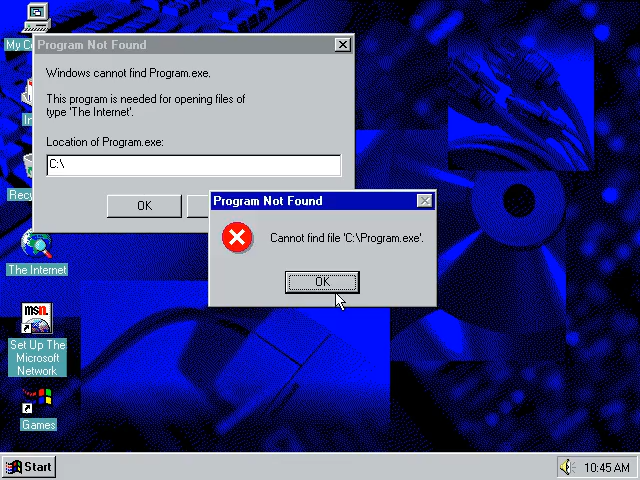 My Co
Program Not Found
Windows cannot find Program.exe.
This program is needed for opening files of
type 'The Internet'.
Location of Program.exe:
C:\
OK
In
Recy
Program Not Found
Cannot find file 'C:\Program.exe'.
OK
The Internet
msn
Set Up The
Microsoft
Network
Games
Start
10:45 AM